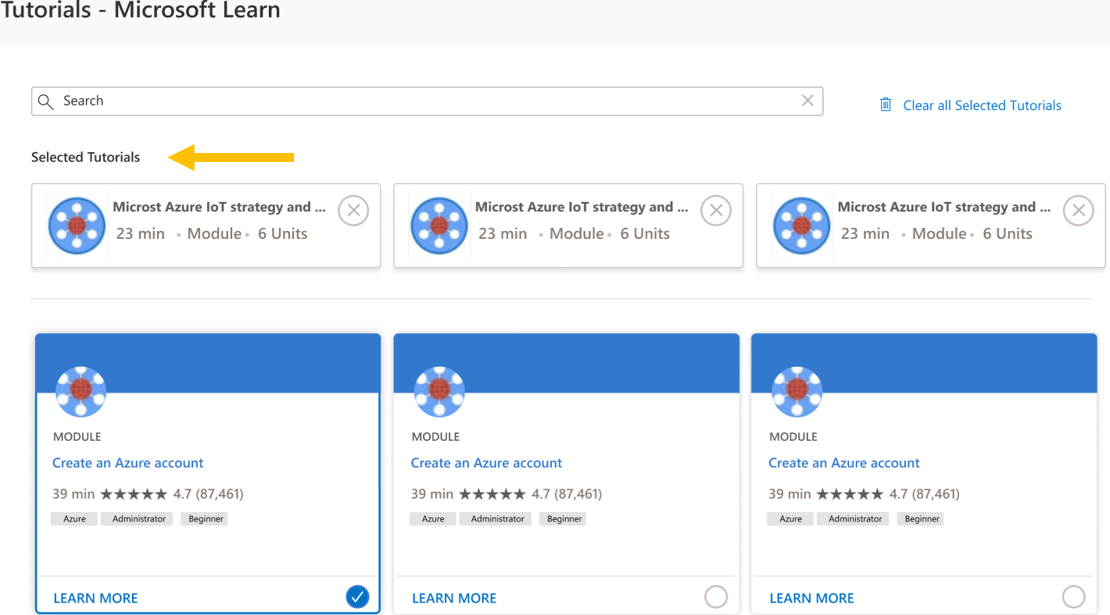 Tutorials - Microsoft Learn
Search
Clear all Selected Tutorials
Selected Tutorials
Microst Azure IoT strategy and ...
23 min • Module • 6 Units
Microst Azure IoT strategy and ...
23 min • Module • 6 Units
Microst Azure IoT strategy and ...
23 min • Module • 6 Units
MODULE
Create an Azure account
39 min ★★★★★ 4.7 (87,461)
Azure Administrator Beginner
LEARN MORE
MODULE
Create an Azure account
39 min ★★★★★ 4.7 (87,461)
Azure Administrator Beginner
LEARN MORE
MODULE
Create an Azure account
39 min ★★★★★ 4.7 (87,461)
Azure Administrator Beginner
LEARN MORE